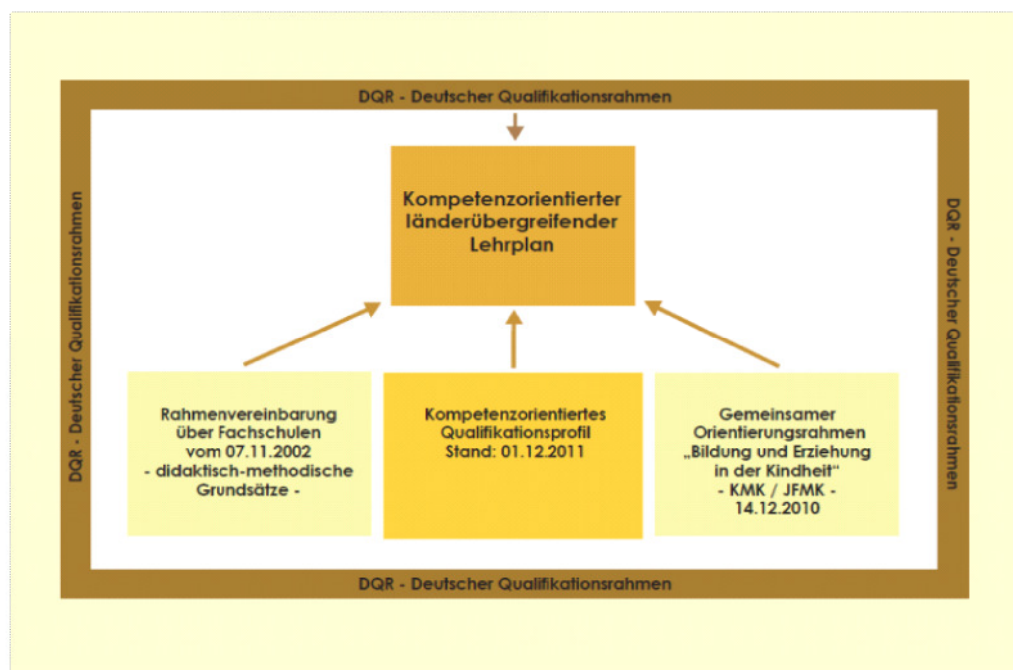 DQR - Deutscher Qualifikationsrahmen
DQR - Deutscher Qualifikationsrahmen
Kompetenzorientierter
länderübergreifender
Lehrplan
DQR - Deutscher Qualifikationsrahmen
Rahmenvereinbarung
über Fachschulen
vom 07.11.2002
- didaktisch-methodische
Grundsätze -
Kompetenzorientiertes
Qualifikationsprofil
Stand: 01.12.2011
Gemeinsamer
Orientierungsrahmen
„Bildung und Erziehung
in der Kindheit“
- KMK / JFMK -
14.12.2010
DQR - Deutscher Qualifikationsrahmen